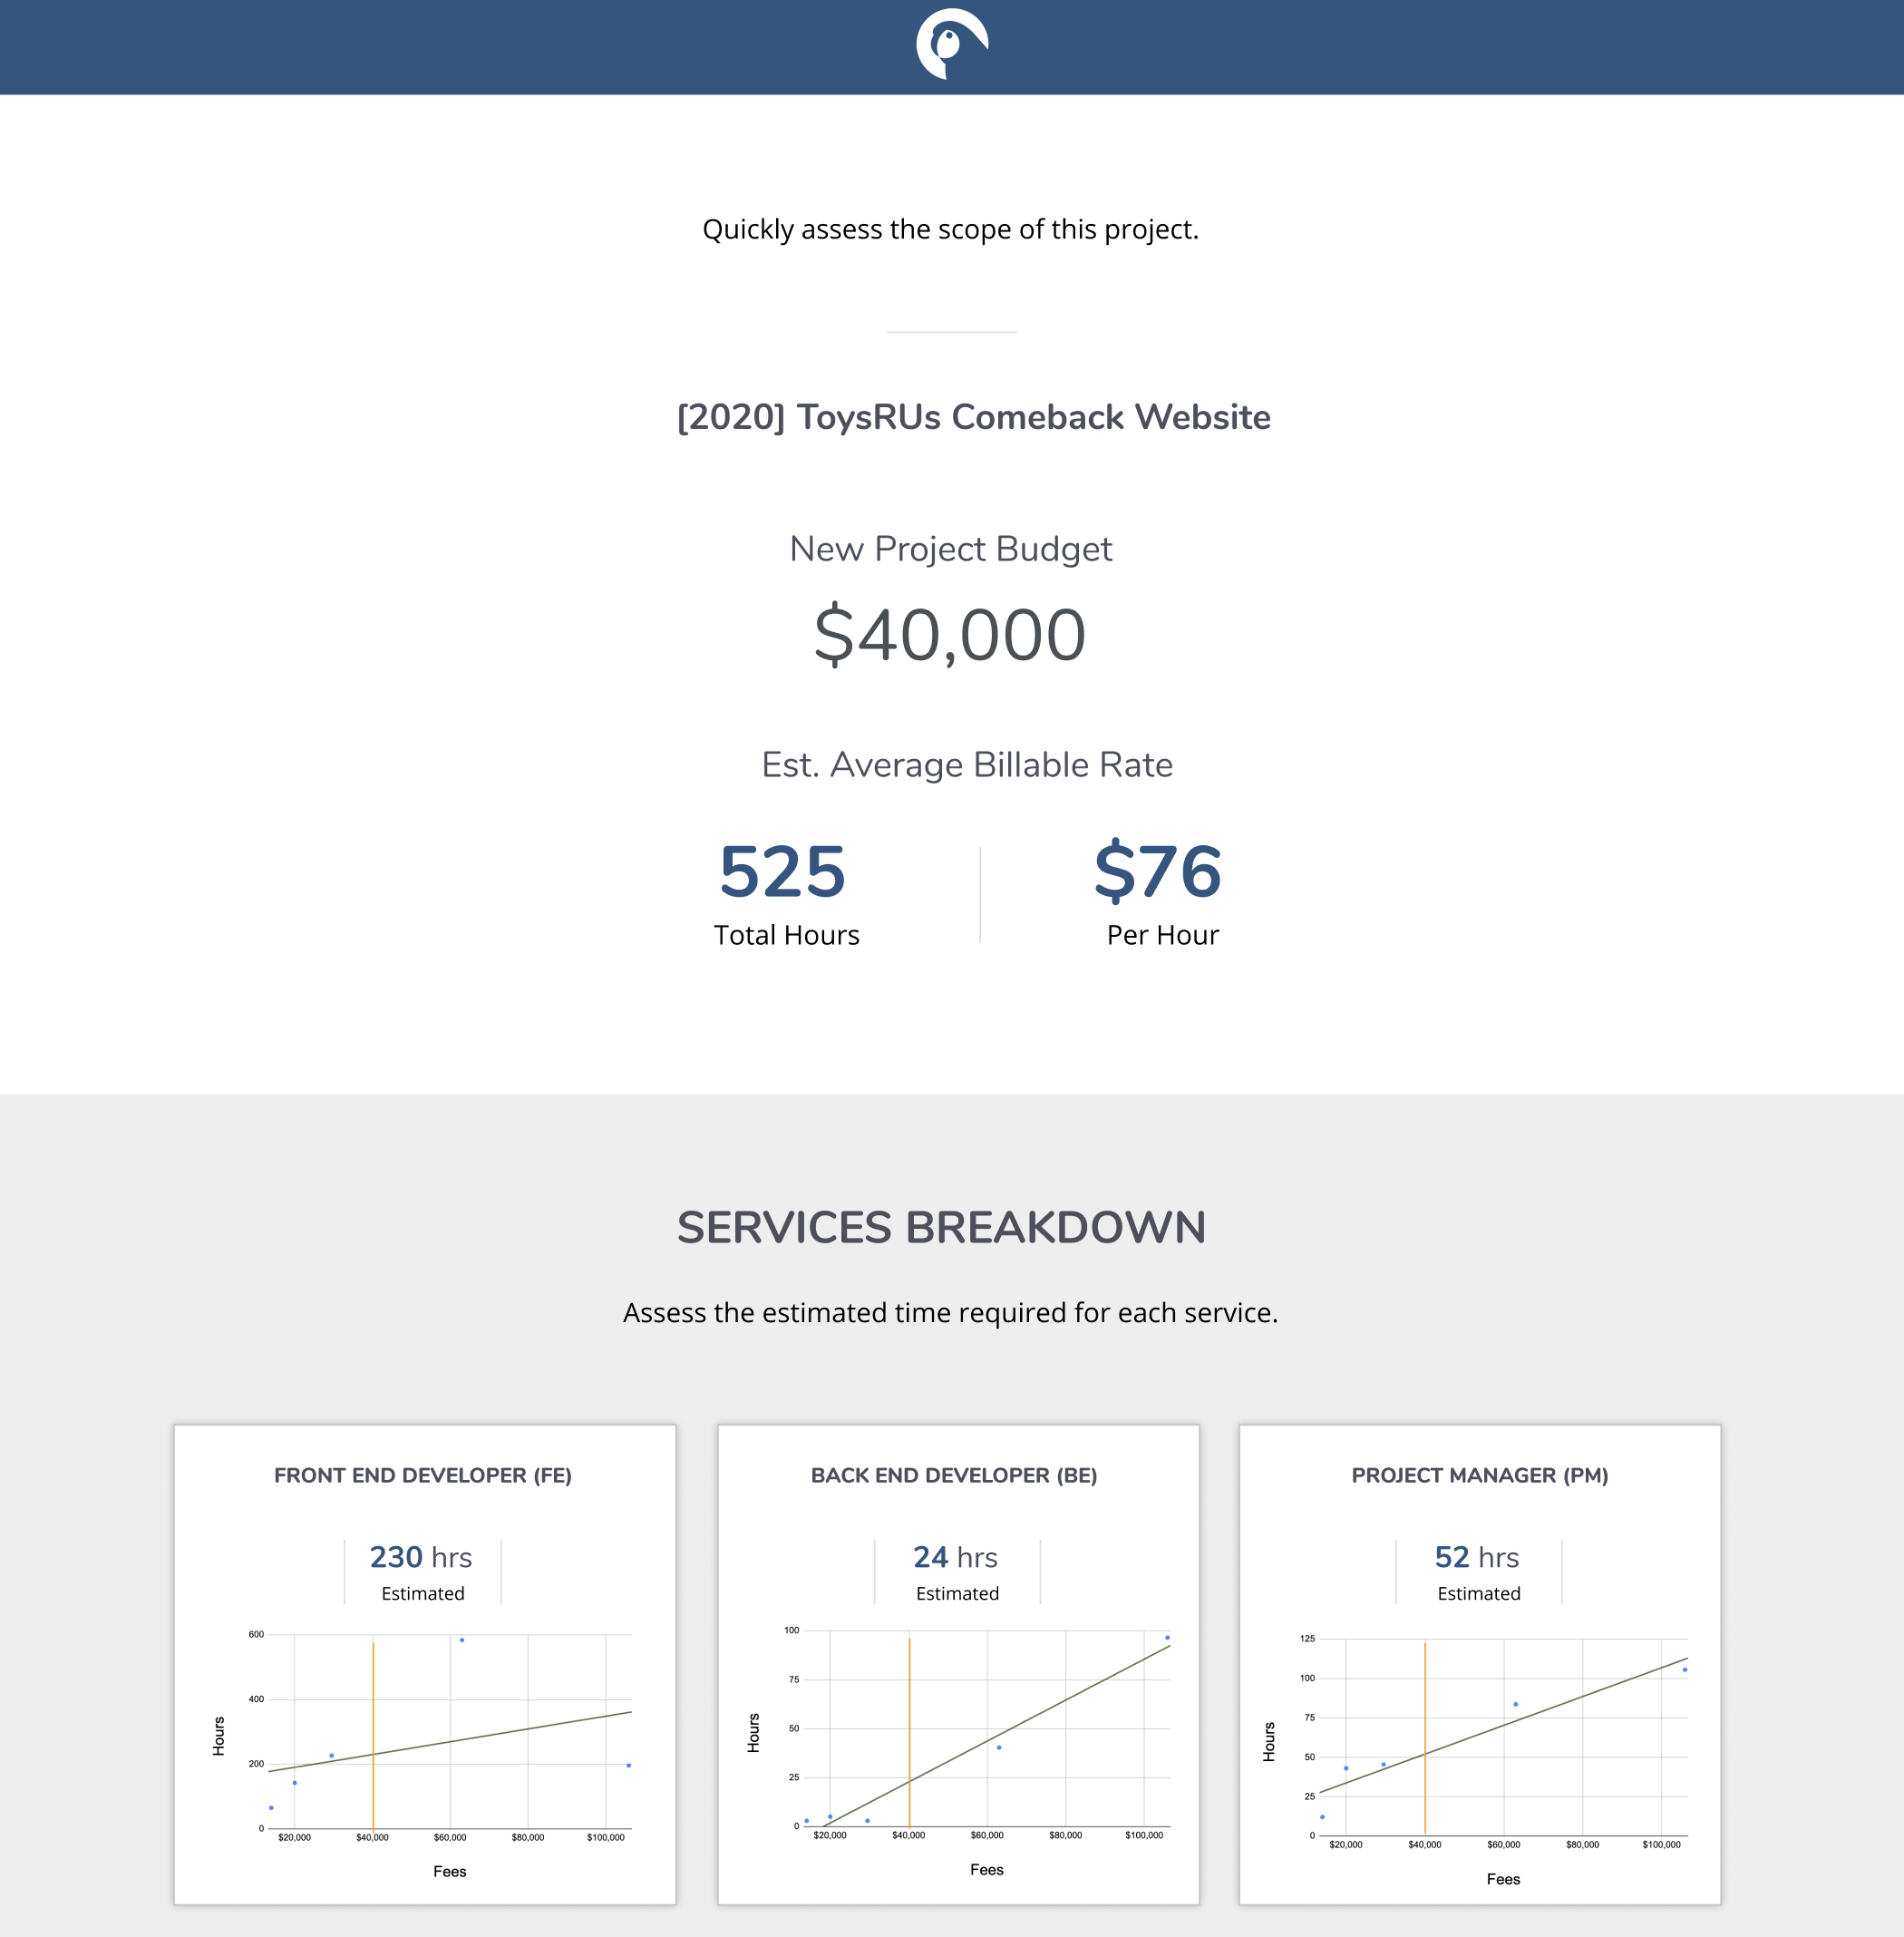 Quickly assess the scope of this project.
[2020] ToysRUs Comeback Website
New Project Budget
$40,000
Est. Average Billable Rate
525
Total Hours
$76
Per Hour
SERVICES BREAKDOWN
Assess the estimated time required for each service.
FRONT END DEVELOPER (FE)
230 hrs
Estimated
600
400
200
0
Hours
$20,000 $40,000 $60,000 $80,000 $100,000
Fees
BACK END DEVELOPER (BE)
24 hrs
Estimated
100
75
50
25
0
Hours
$20,000 $40,000 $60,000 $80,000 $100,000
Fees
PROJECT MANAGER (PM)
52 hrs
Estimated
125
100
75
50
25
0
Hours
$20,000 $40,000 $60,000 $80,000 $100,000
Fees